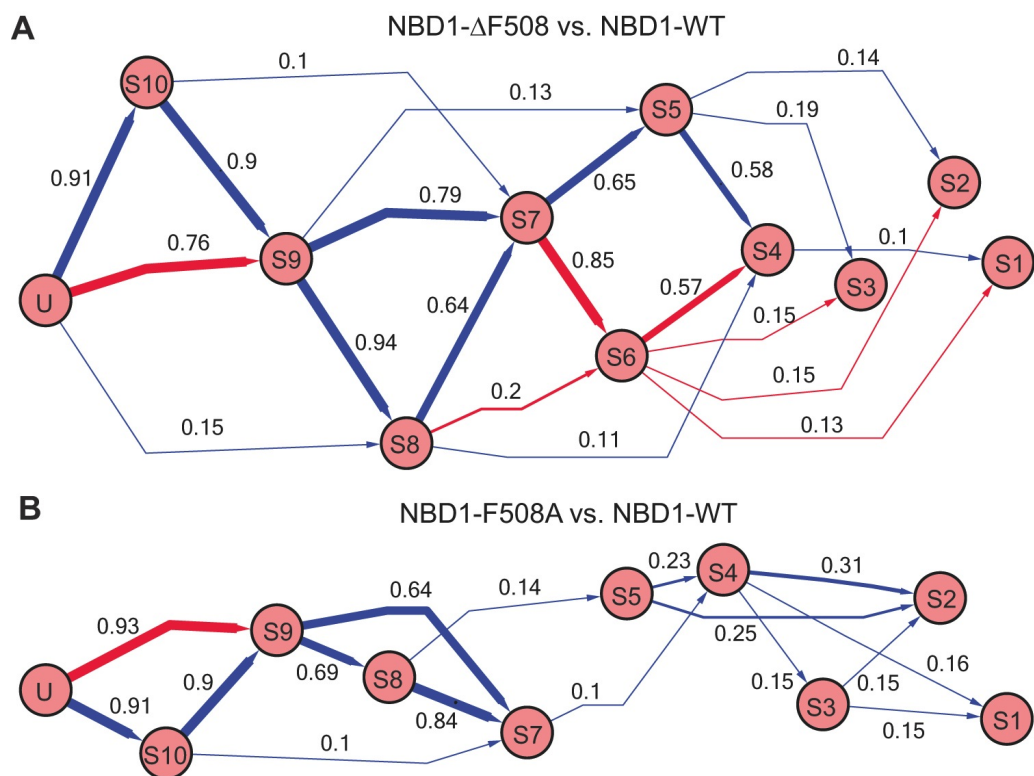 A
NBD1-ΔF508 vs. NBD1-WT
S10
0.1
0.14
0.13
S5
0.19
0.91
0.9
0.65
0.58
S2
0.79
S7
0.76
S9
S4
0.1
S1
0.85
S3
U
0.64
0.57
0.94
0.15
S6
0.15
0.2
0.15
S8
0.13
0.11
B
NBD1-F508A vs. NBD1-WT
0.23
S4
0.31
0.64
0.14
S5
S2
0.93
S9
0.25
0.69
S8
0.9
0.16
U
0.15
0.15
0.91
0.84
0.1
S3
S7
0.15
S1
S10
0.1